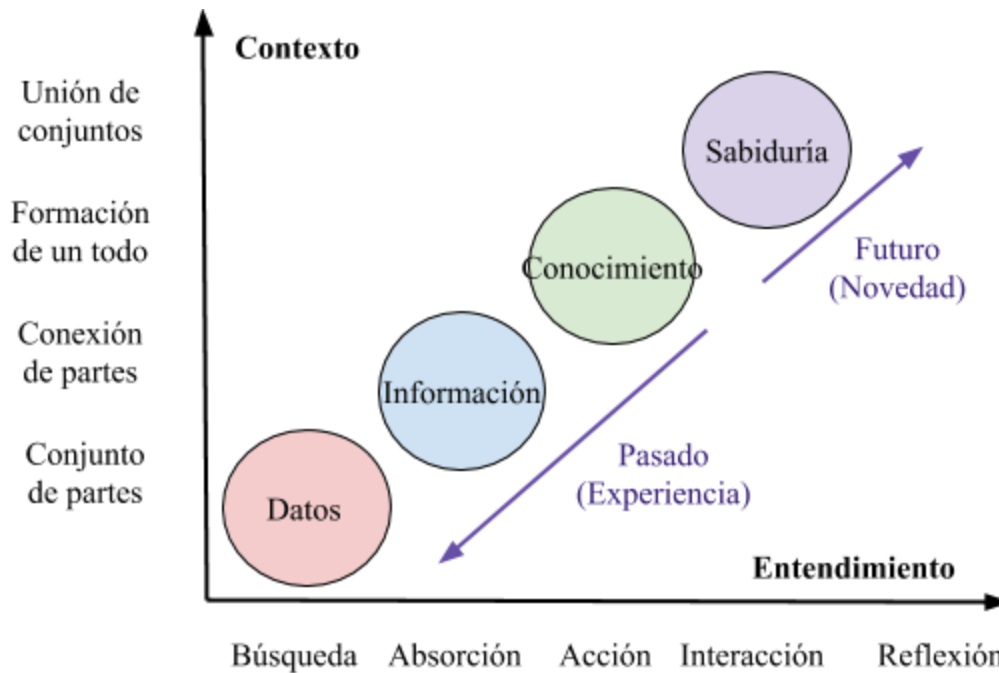 Contexto
Unión de
conjuntos
Sabiduría
Formación
de un todo
Futuro
(Novedad)
Conocimiento
Conexión
de partes
Información
Pasado
(Experiencia)
Conjunto
de partes
Datos
Entendimiento
Búsqueda
Absorción
Acción
Interacción
Reflexión